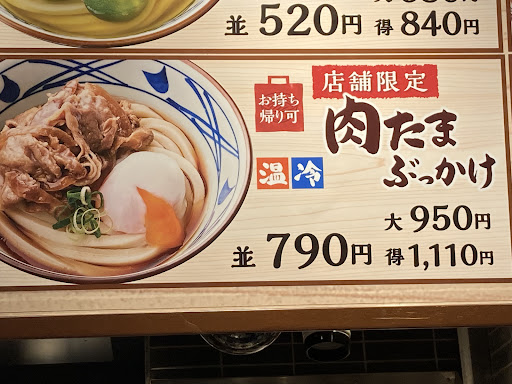 並 520円 得 840円
お持ち
帰り可
店舗限定
肉たま
ぶっかけ
温 冷
大 950円
並 790円 得 1,110円